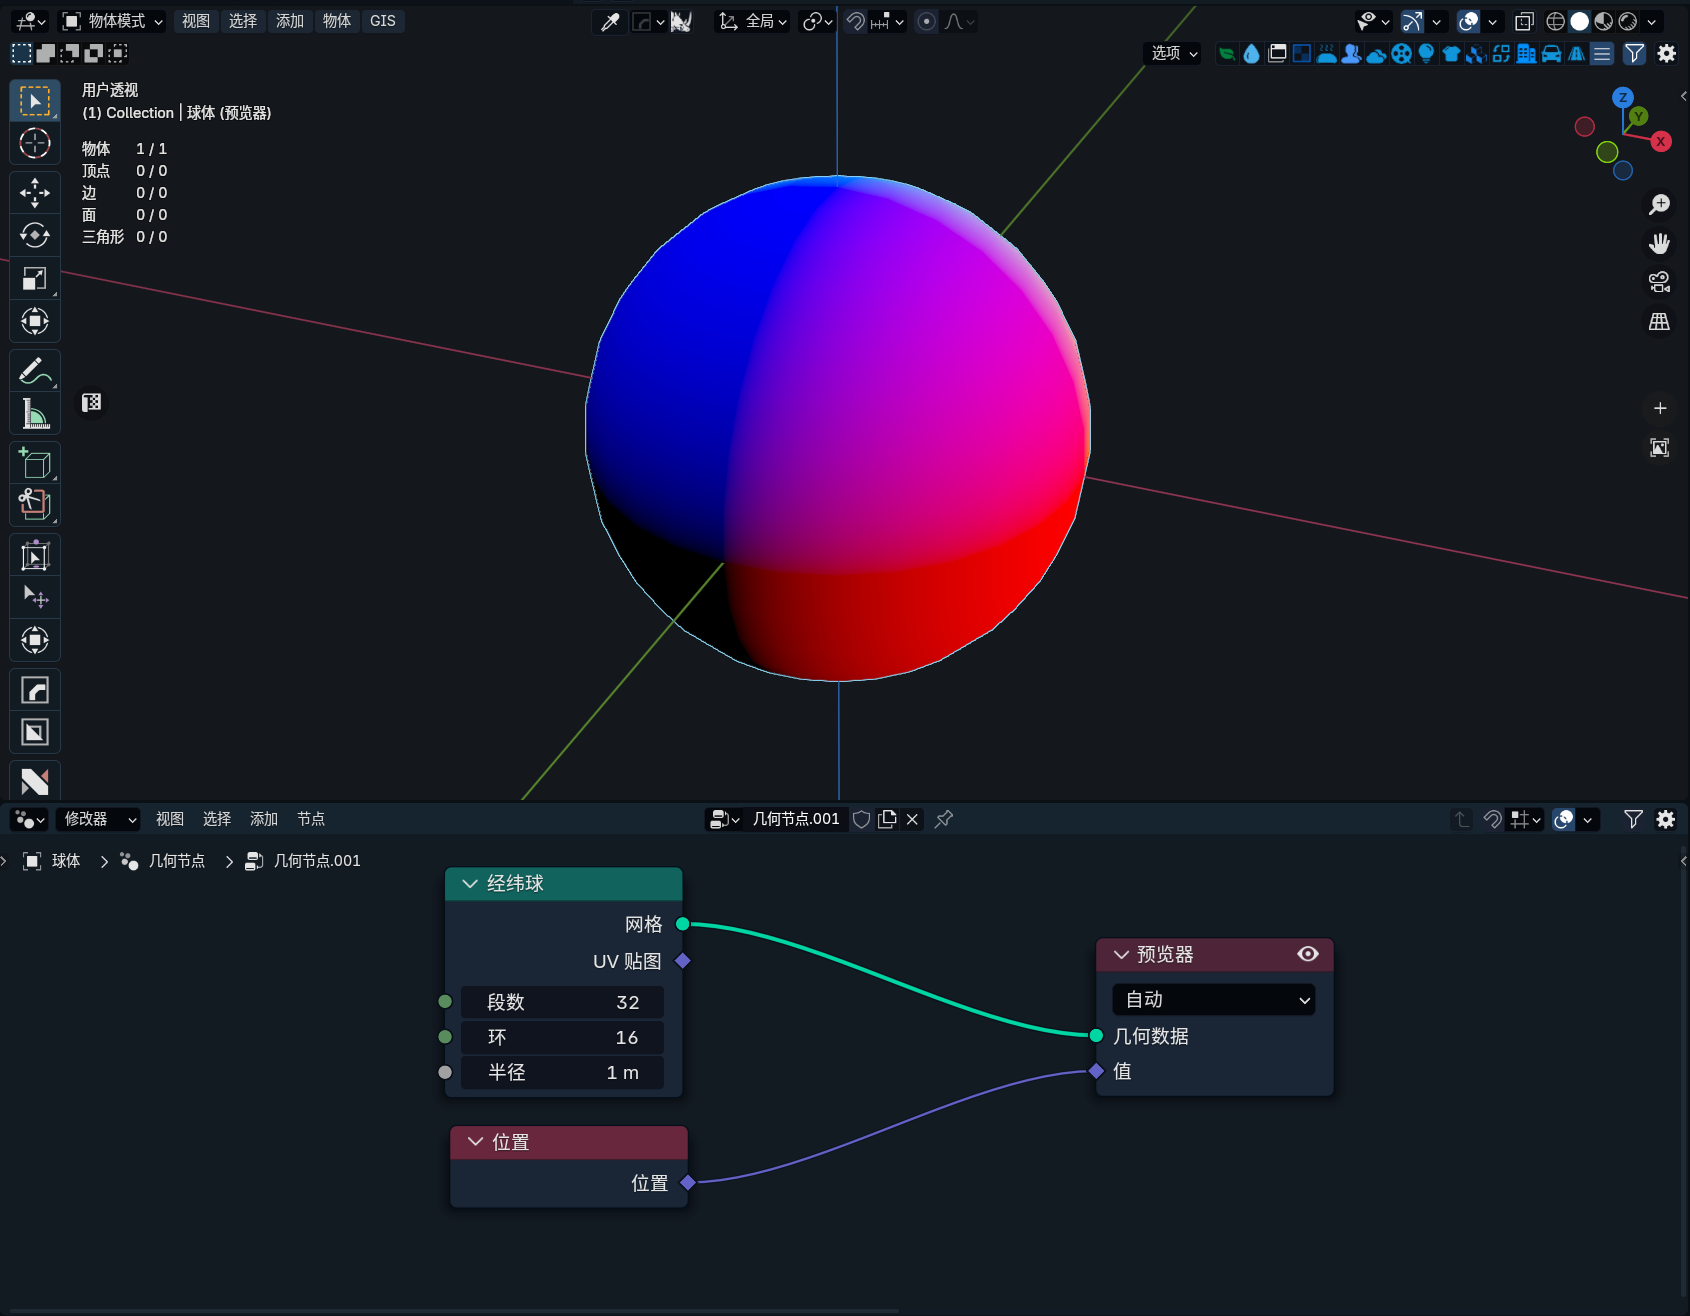 物体模式 视图 选择 添加 物体 GIS 全局
选项
用户透视
(1) Collection | 球体 (预览器)
物体 1 / 1
顶点 0 / 0
边 0 / 0
面 0 / 0
三角形 0 / 0
Z
Y
X
修改器 视图 选择 添加 节点 几何节点.001
球体 几何节点 几何节点.001
经纬球
网格
UV 贴图
段数 32
环 16
半径 1 m
预览器
自动
几何数据
值
位置
位置